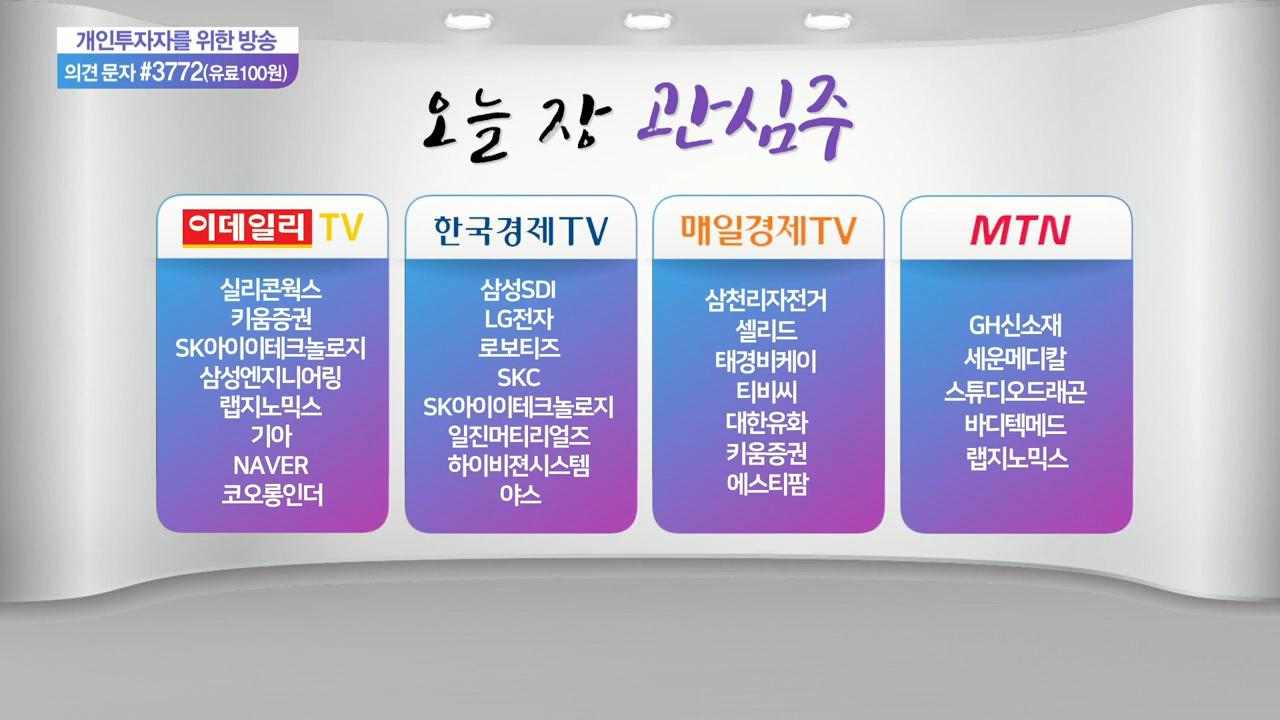 개인투자자를 위한 방송
의견 문자 #3772(유료100원)
오늘 장 관심주
이데일리 TV
실리콘웍스
키움증권
SK아이이테크놀로지
삼성엔지니어링
랩지노믹스
기아
NAVER
코오롱인더
한국경제TV
삼성SDI
LG전자
로보티즈
SKC
SK아이이테크놀로지
일진머티리얼즈
하이비젼시스템
야스
매일경제TV
삼천리자전거
셀리드
태경비케이
티비씨
대한유화
키움증권
에스티팜
MTN
GH신소재
세운메디칼
스튜디오드래곤
바디텍메드
랩지노믹스